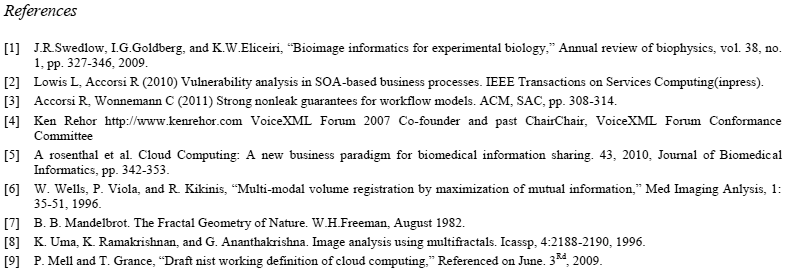 References
[1] J.R.Swedlow, I.G.Goldberg, and K.W.Eliceiri, “Bioimage informatics for experimental biology,” Annual review of biophysics, vol. 38, no.
1, pp. 327-346, 2009.
[2] Lowis L, Accorsi R (2010) Vulnerability analysis in SOA-based business processes. IEEE Transactions on Services Computing(inpress).
[3] Accorsi R, Wonnemann C (2011) Strong nonleak guarantees for workflow models. ACM, SAC, pp. 308-314.
[4] Ken Rehor http://www.kenrehor.com VoiceXML Forum 2007 Co-founder and past ChairChair, VoiceXML Forum Conformance
Committee
[5] A rosenthal et al. Cloud Computing: A new business paradigm for biomedical information sharing. 43, 2010, Journal of Biomedical
Informatics, pp. 342-353.
[6] W. Wells, P. Viola, and R. Kikinis, “Multi-modal volume registration by maximization of mutual information,” Med Imaging Anlysis, 1:
35-51, 1996.
[7] B. B. Mandelbrot. The Fractal Geometry of Nature. W.H.Freeman, August 1982.
[8] K. Uma, K. Ramakrishnan, and G. Ananthakrishna. Image analysis using multifractals. Icassp, 4:2188-2190, 1996.
[9] P. Mell and T. Grance, “Draft nist working definition of cloud computing,” Referenced on June. 3Rd, 2009.